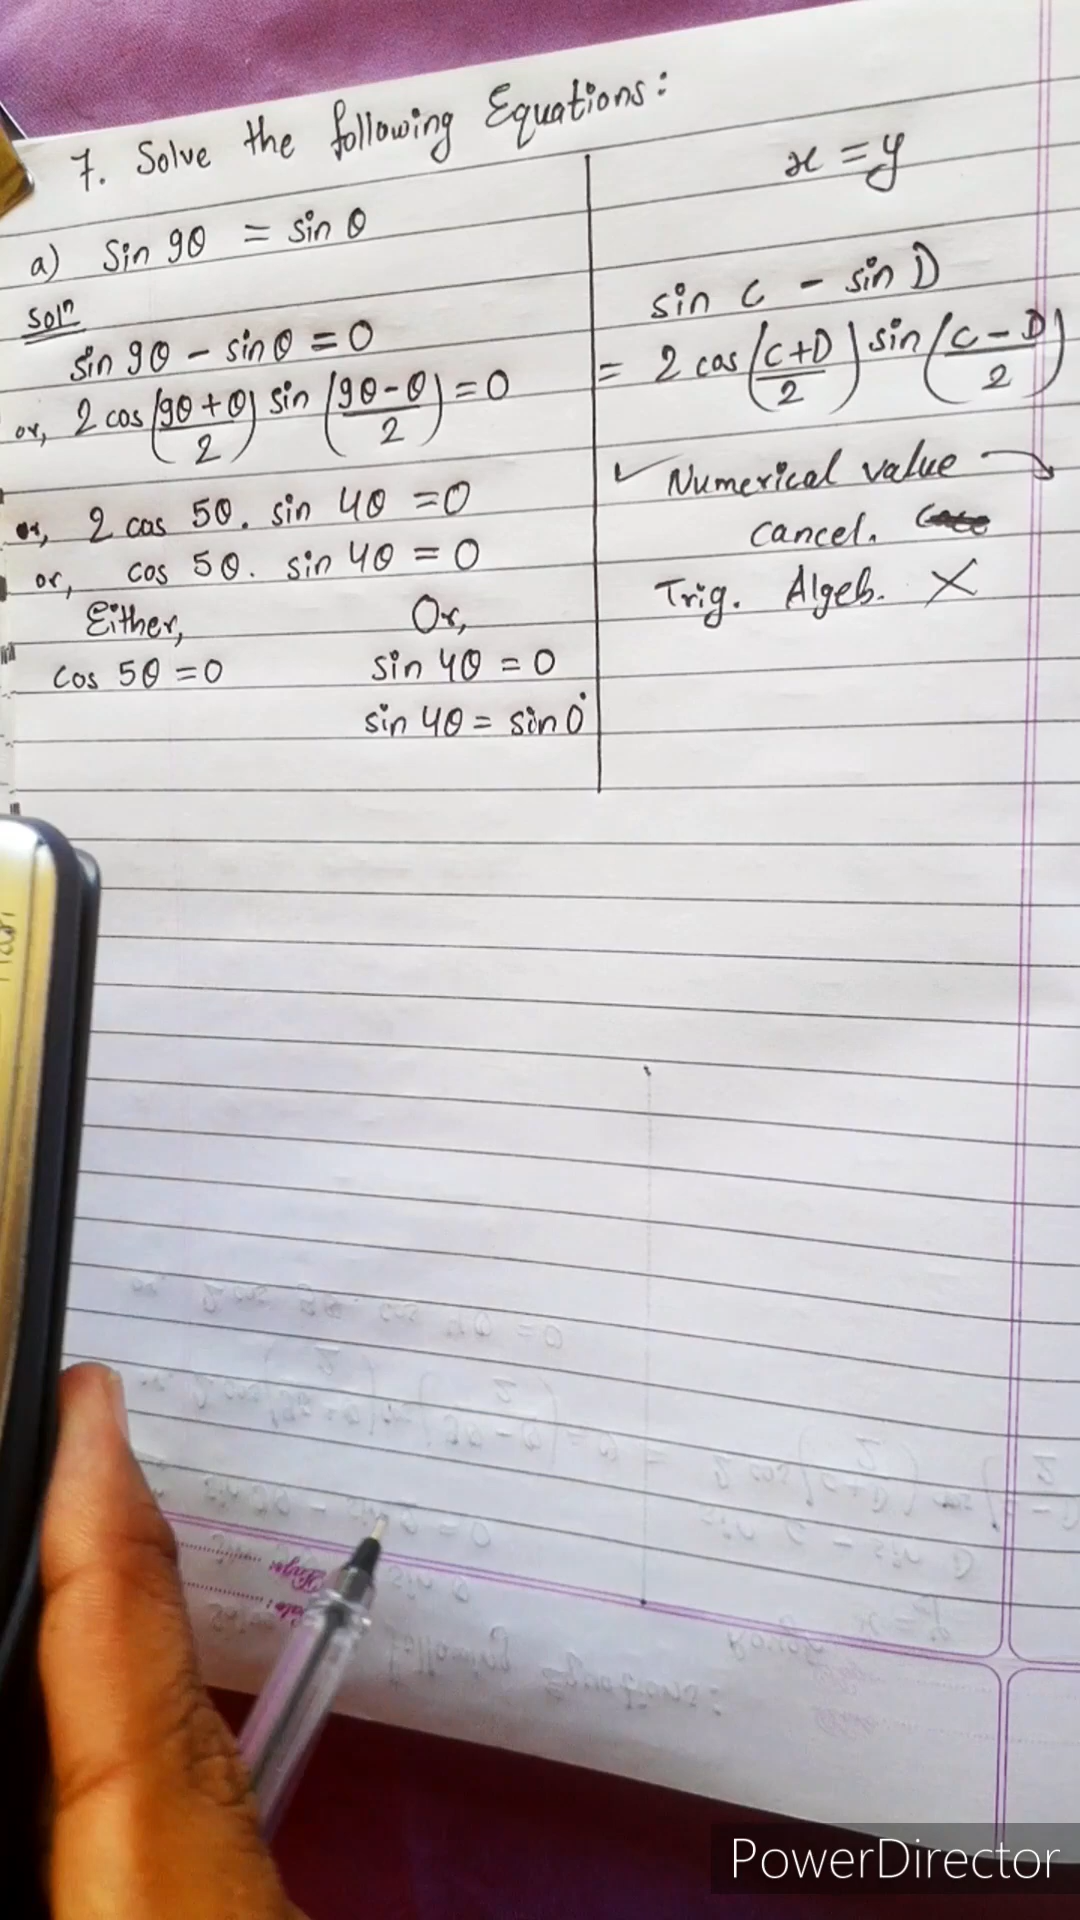 7. Solve the following Equations:
a) Sin 9θ = sin θ
Solⁿ
sin 9θ - sin θ = 0
or, 2 cos (9θ + θ / 2) sin (9θ - θ / 2) = 0
or, 2 cos 5θ. sin 4θ = 0
or, cos 5θ. sin 4θ = 0
Either, Or,
cos 5θ = 0 sin 4θ = 0
sin 4θ = sin 0°
x = y
sin C - sin D
= 2 cos (C+D / 2) sin (C - D / 2)
✓ Numerical value →
cancel.
Trig. Algeb. ✗
PowerDirector